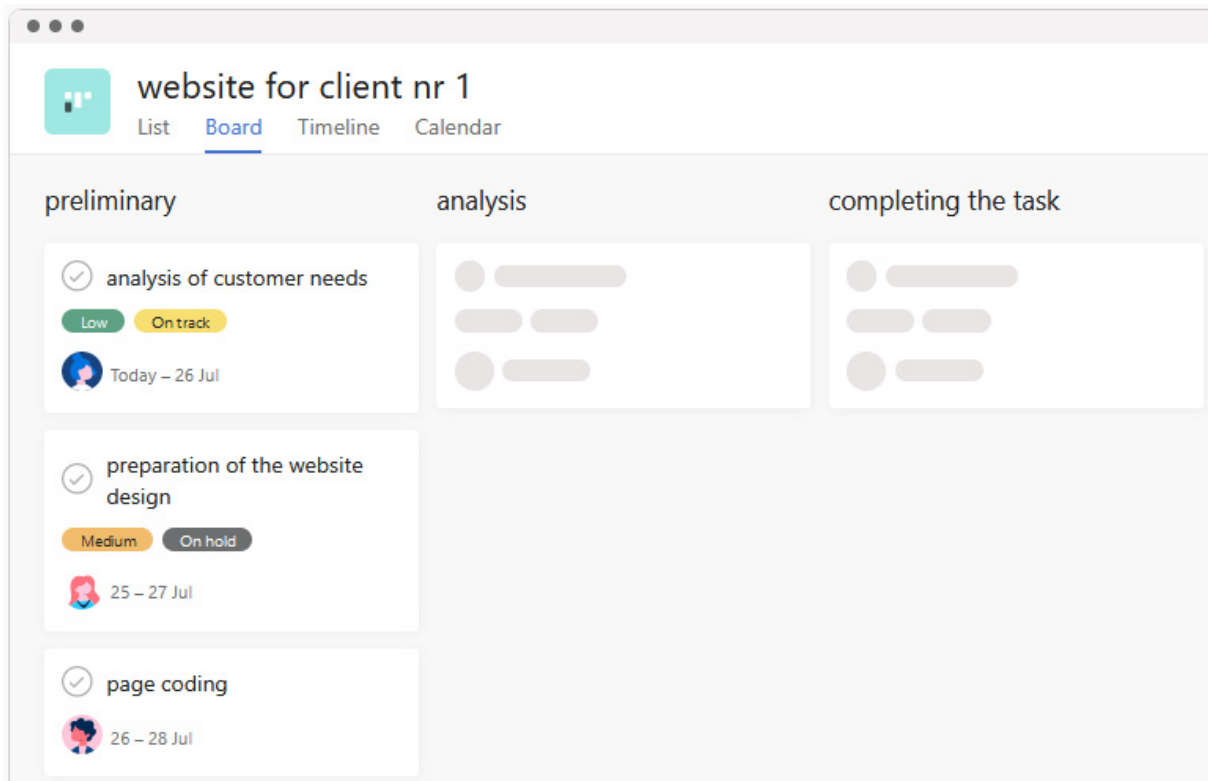 website for client nr 1
List Board Timeline Calendar
preliminary
analysis of customer needs
Low On track
Today – 26 Jul
preparation of the website
design
Medium On hold
25 – 27 Jul
page coding
26 – 28 Jul
analysis
completing the task